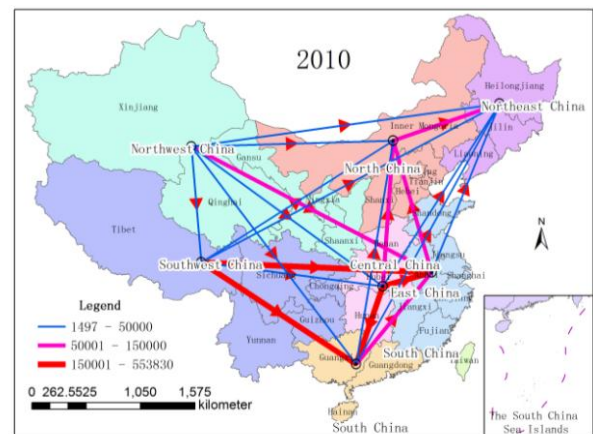 2010
Heilongjiang
Northeast China
Jilin
Liaoning
Xinjiang
Inner Mongolia
Northwest China
Gansu
North China
Tianjin
Hebei
Shanxi
Ningxia
Qinghai
Shandong
Shaanxi
Henan
Tibet
Southwest China
Central China
Jiangsu
Shanghai
Sichuan
Chongqing
East China
Hunan
Jiangxi
Guizhou
Fujian
Yunnan
South China
Guangdong
Taiwan
Hainan
South China
N
Legend
1497 - 50000
50001 - 150000
150001 - 553830
0 262.5525 1,050 1,575
kilometer
The South China
Sea Islands